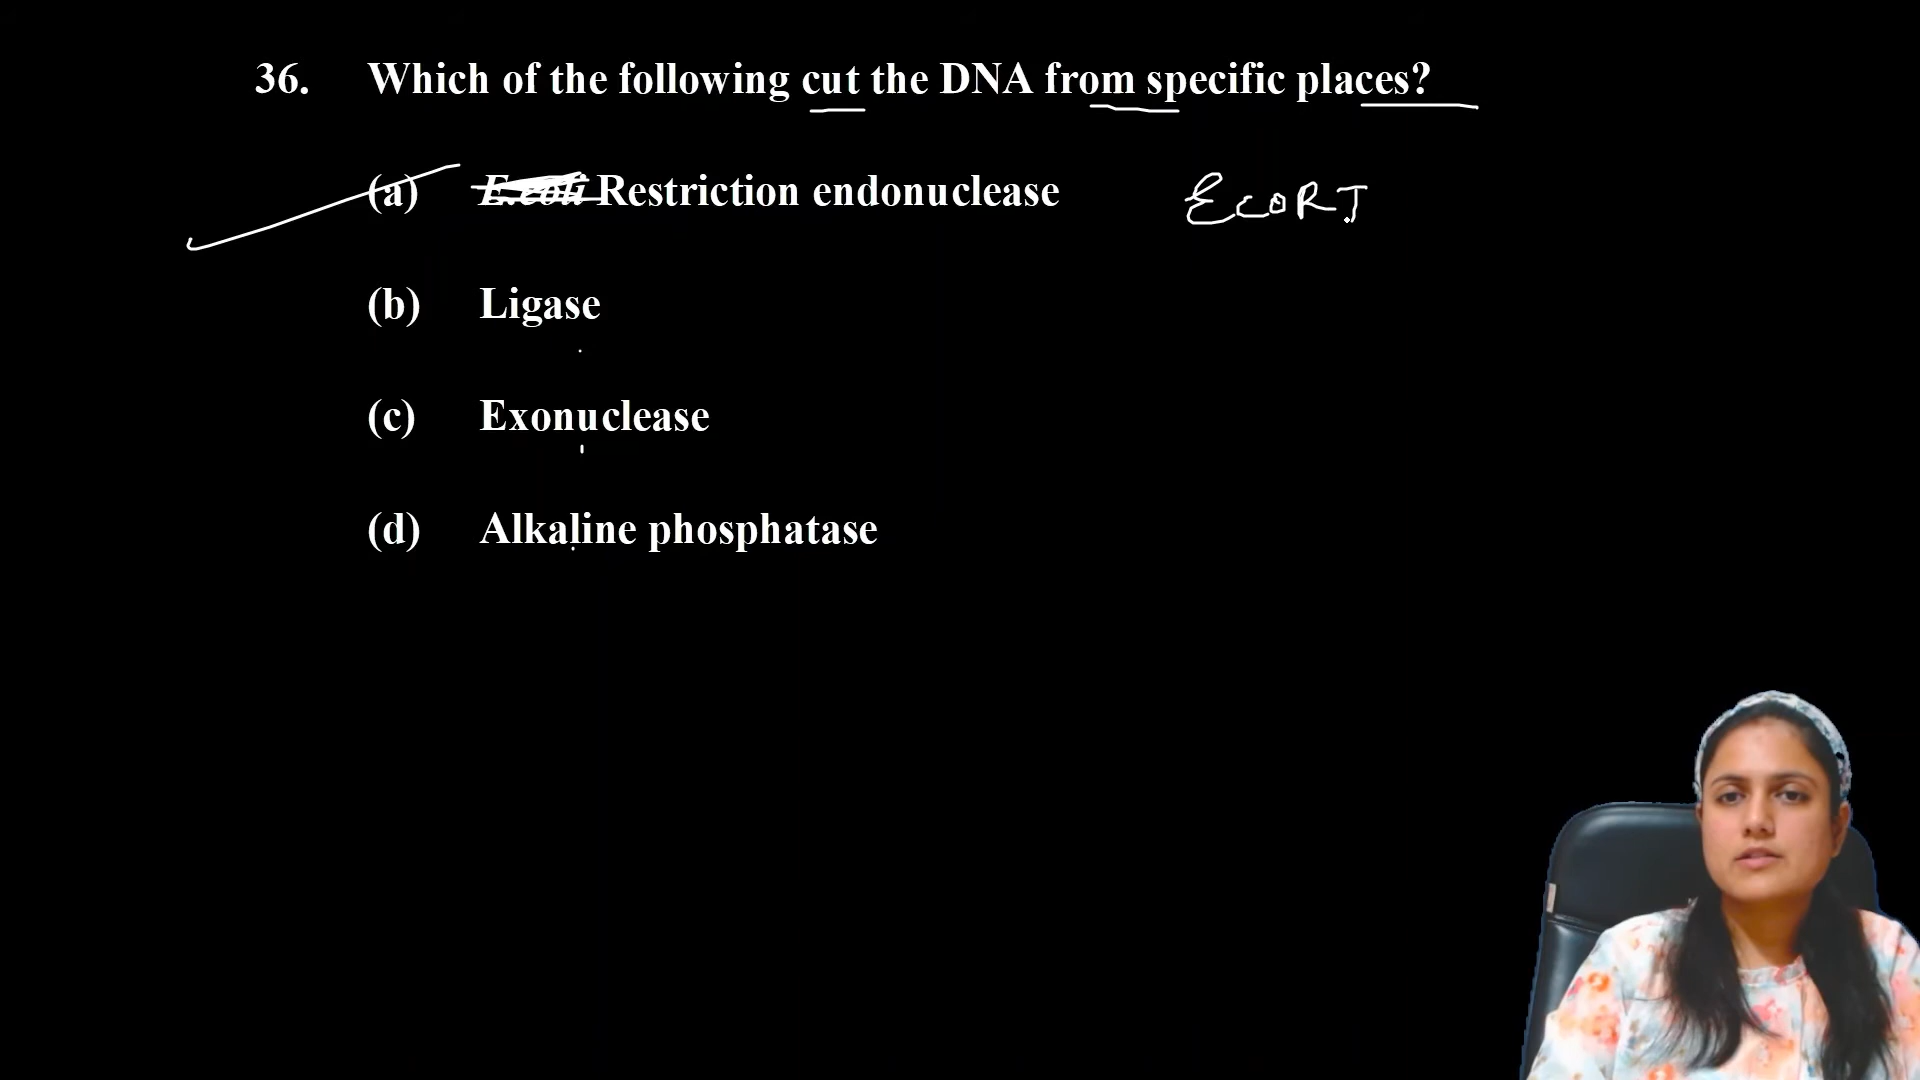 36. Which of the following cut the DNA from specific places?
(a) E.coli Restriction endonuclease EcoRI
(b) Ligase
(c) Exonuclease
(d) Alkaline phosphatase